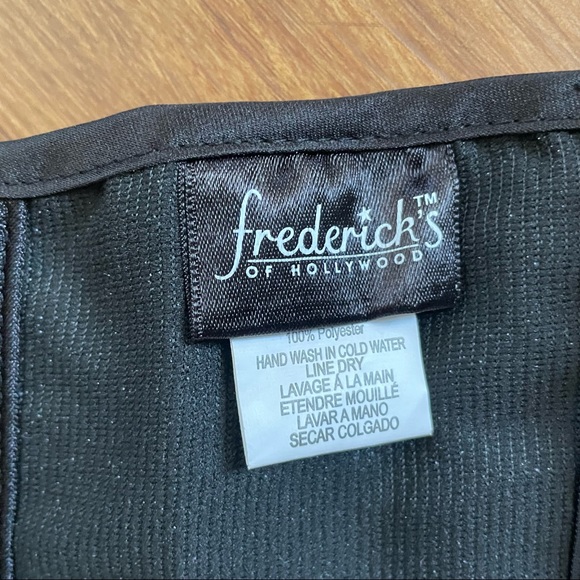 frederick's™
OF HOLLYWOOD
100% Polyester
HAND WASH IN COLD WATER
LINE DRY
LAVAGE À LA MAIN
ETENDRE MOUILLÉ
LAVAR A MANO
SECAR COLGADO